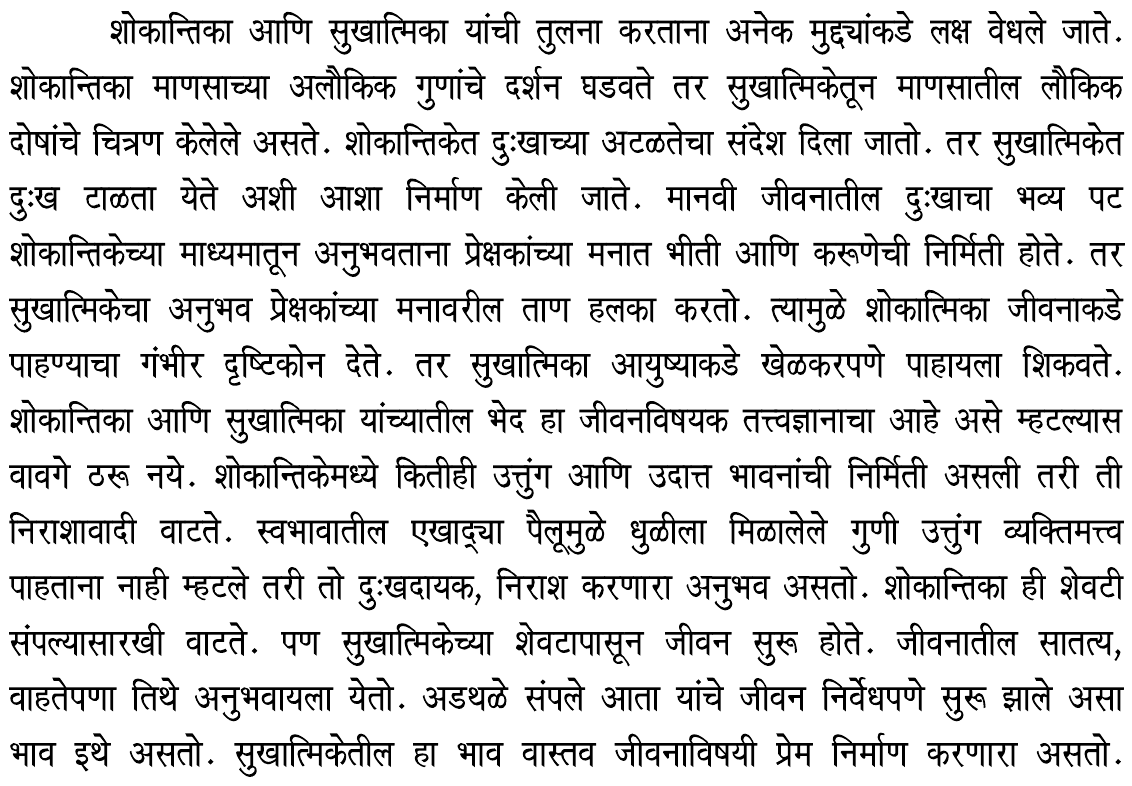 शोकान्तिका आणि सुखात्मिका यांची तुलना करताना अनेक मुद्द्यांकडे लक्ष वेधले जाते.
शोकान्तिका माणसाच्या अलौकिक गुणांचे दर्शन घडवते तर सुखात्मिकेतून माणसातील लौकिक
दोषांचे चित्रण केलेले असते. शोकान्तिकेत दुःखाच्या अटळतेचा संदेश दिला जातो. तर सुखात्मिकेत
दुःख टाळता येते अशी आशा निर्माण केली जाते. मानवी जीवनातील दुःखाचा भव्य पट
शोकान्तिकेच्या माध्यमातून अनुभवताना प्रेक्षकांच्या मनात भीती आणि करूणेची निर्मिती होते. तर
सुखात्मिकेचा अनुभव प्रेक्षकांच्या मनावरील ताण हलका करतो. त्यामुळे शोकात्मिका जीवनाकडे
पाहण्याचा गंभीर दृष्टिकोन देते. तर सुखात्मिका आयुष्याकडे खेळकरपणे पाहायला शिकवते.
शोकान्तिका आणि सुखात्मिका यांच्यातील भेद हा जीवनविषयक तत्त्वज्ञानाचा आहे असे म्हटल्यास
वावगे ठरू नये. शोकान्तिकेमध्ये कितीही उत्तुंग आणि उदात्त भावनांची निर्मिती असली तरी ती
निराशावादी वाटते. स्वभावातील एखाद्या पैलूमुळे धुळीला मिळालेले गुणी उत्तुंग व्यक्तिमत्त्व
पाहताना नाही म्हटले तरी तो दुःखदायक, निराश करणारा अनुभव असतो. शोकान्तिका ही शेवटी
संपल्यासारखी वाटते. पण सुखात्मिकेच्या शेवटापासून जीवन सुरू होते. जीवनातील सातत्य,
वाहतेपणा तिथे अनुभवायला येतो. अडथळे संपले आता यांचे जीवन निर्वेधपणे सुरू झाले असा
भाव इथे असतो. सुखात्मिकेतील हा भाव वास्तव जीवनाविषयी प्रेम निर्माण करणारा असतो.